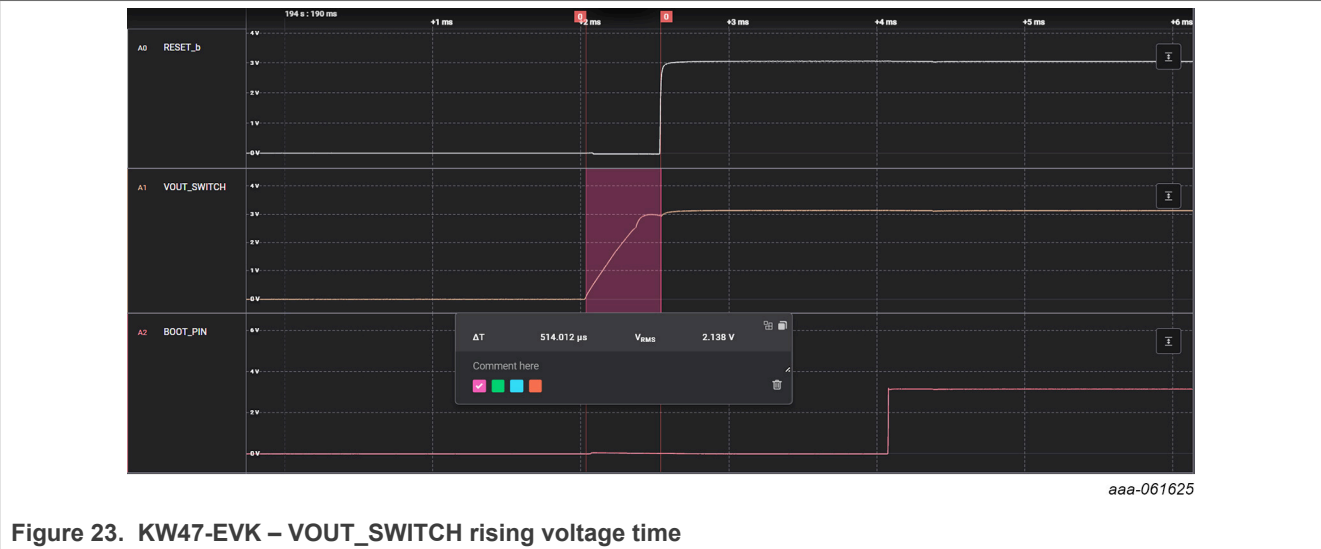 194 s : 190 ms
+1 ms
0
+2 ms
0
+3 ms
+4 ms
+5 ms
+6 ms
A0 RESET_b
4 V
3 V
2 V
1 V
0 V
A1 VOUT_SWITCH
4 V
3 V
2 V
1 V
0 V
A2 BOOT_PIN
6 V
4 V
2 V
0 V
ΔT 514.012 µs VRMS 2.138 V
Comment here
aaa-061625
Figure 23. KW47-EVK – VOUT_SWITCH rising voltage time